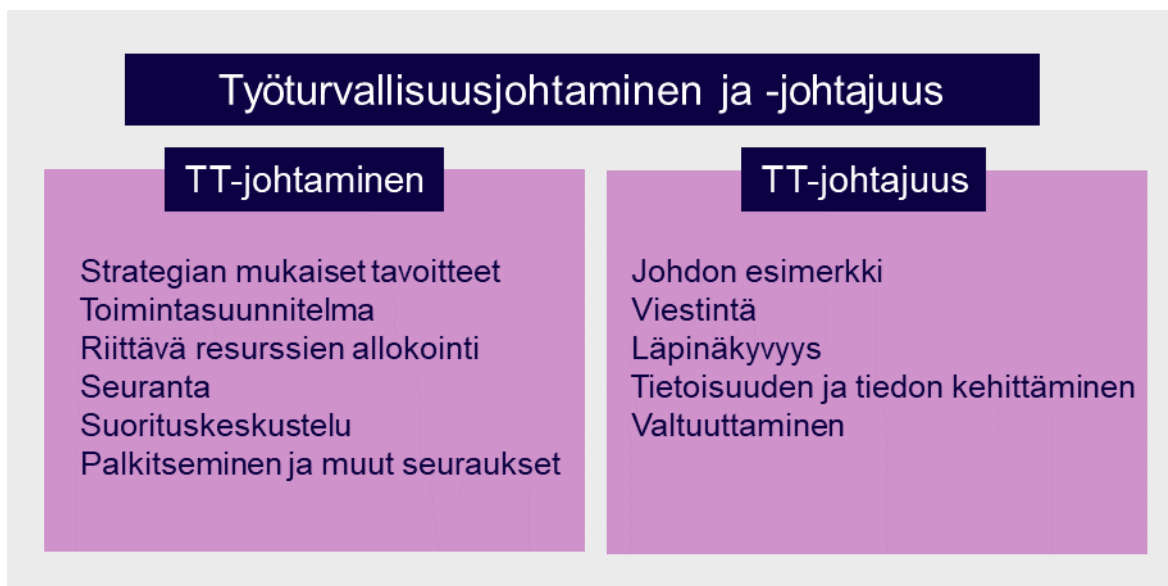 Työturvallisuusjohtaminen ja -johtajuus
TT-johtaminen
Strategian mukaiset tavoitteet
Toimintasuunnitelma
Riittävä resurssien allokointi
Seuranta
Suorituskeskustelu
Palkitseminen ja muut seuraukset
TT-johtajuus
Johdon esimerkki
Viestintä
Läpinäkyvyys
Tietoisuuden ja tiedon kehittäminen
Valtuuttaminen